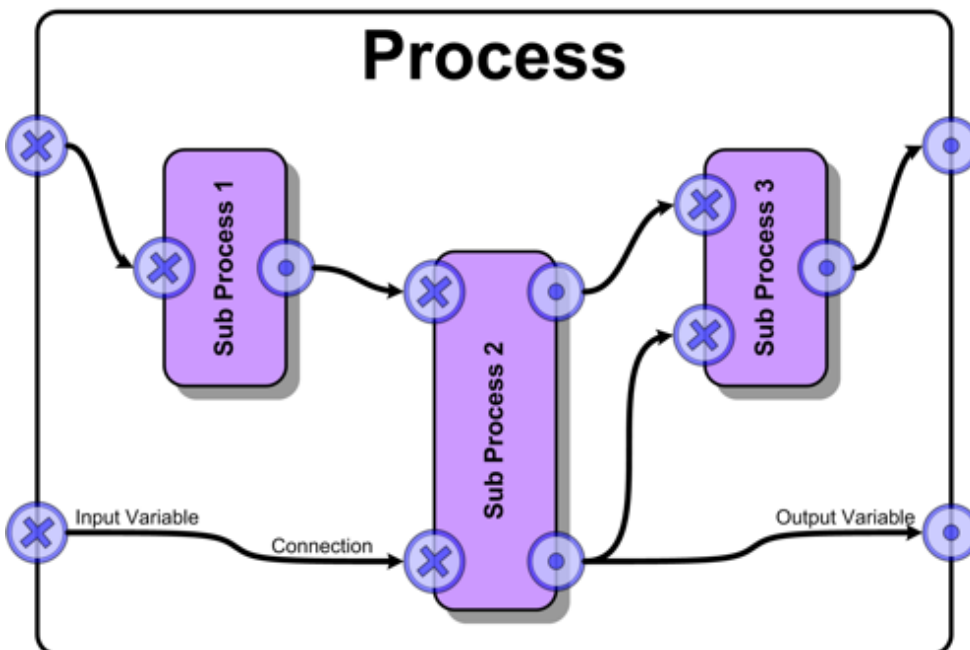 Process
Sub Process 1
Sub Process 2
Sub Process 3
Input Variable
Connection
Output Variable